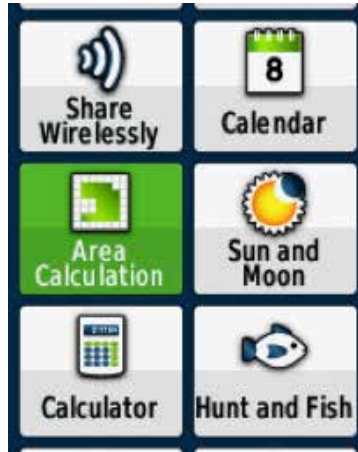 Share
Wirelessly
8
Calendar
Area
Calculation
Sun and
Moon
Calculator
Hunt and Fish